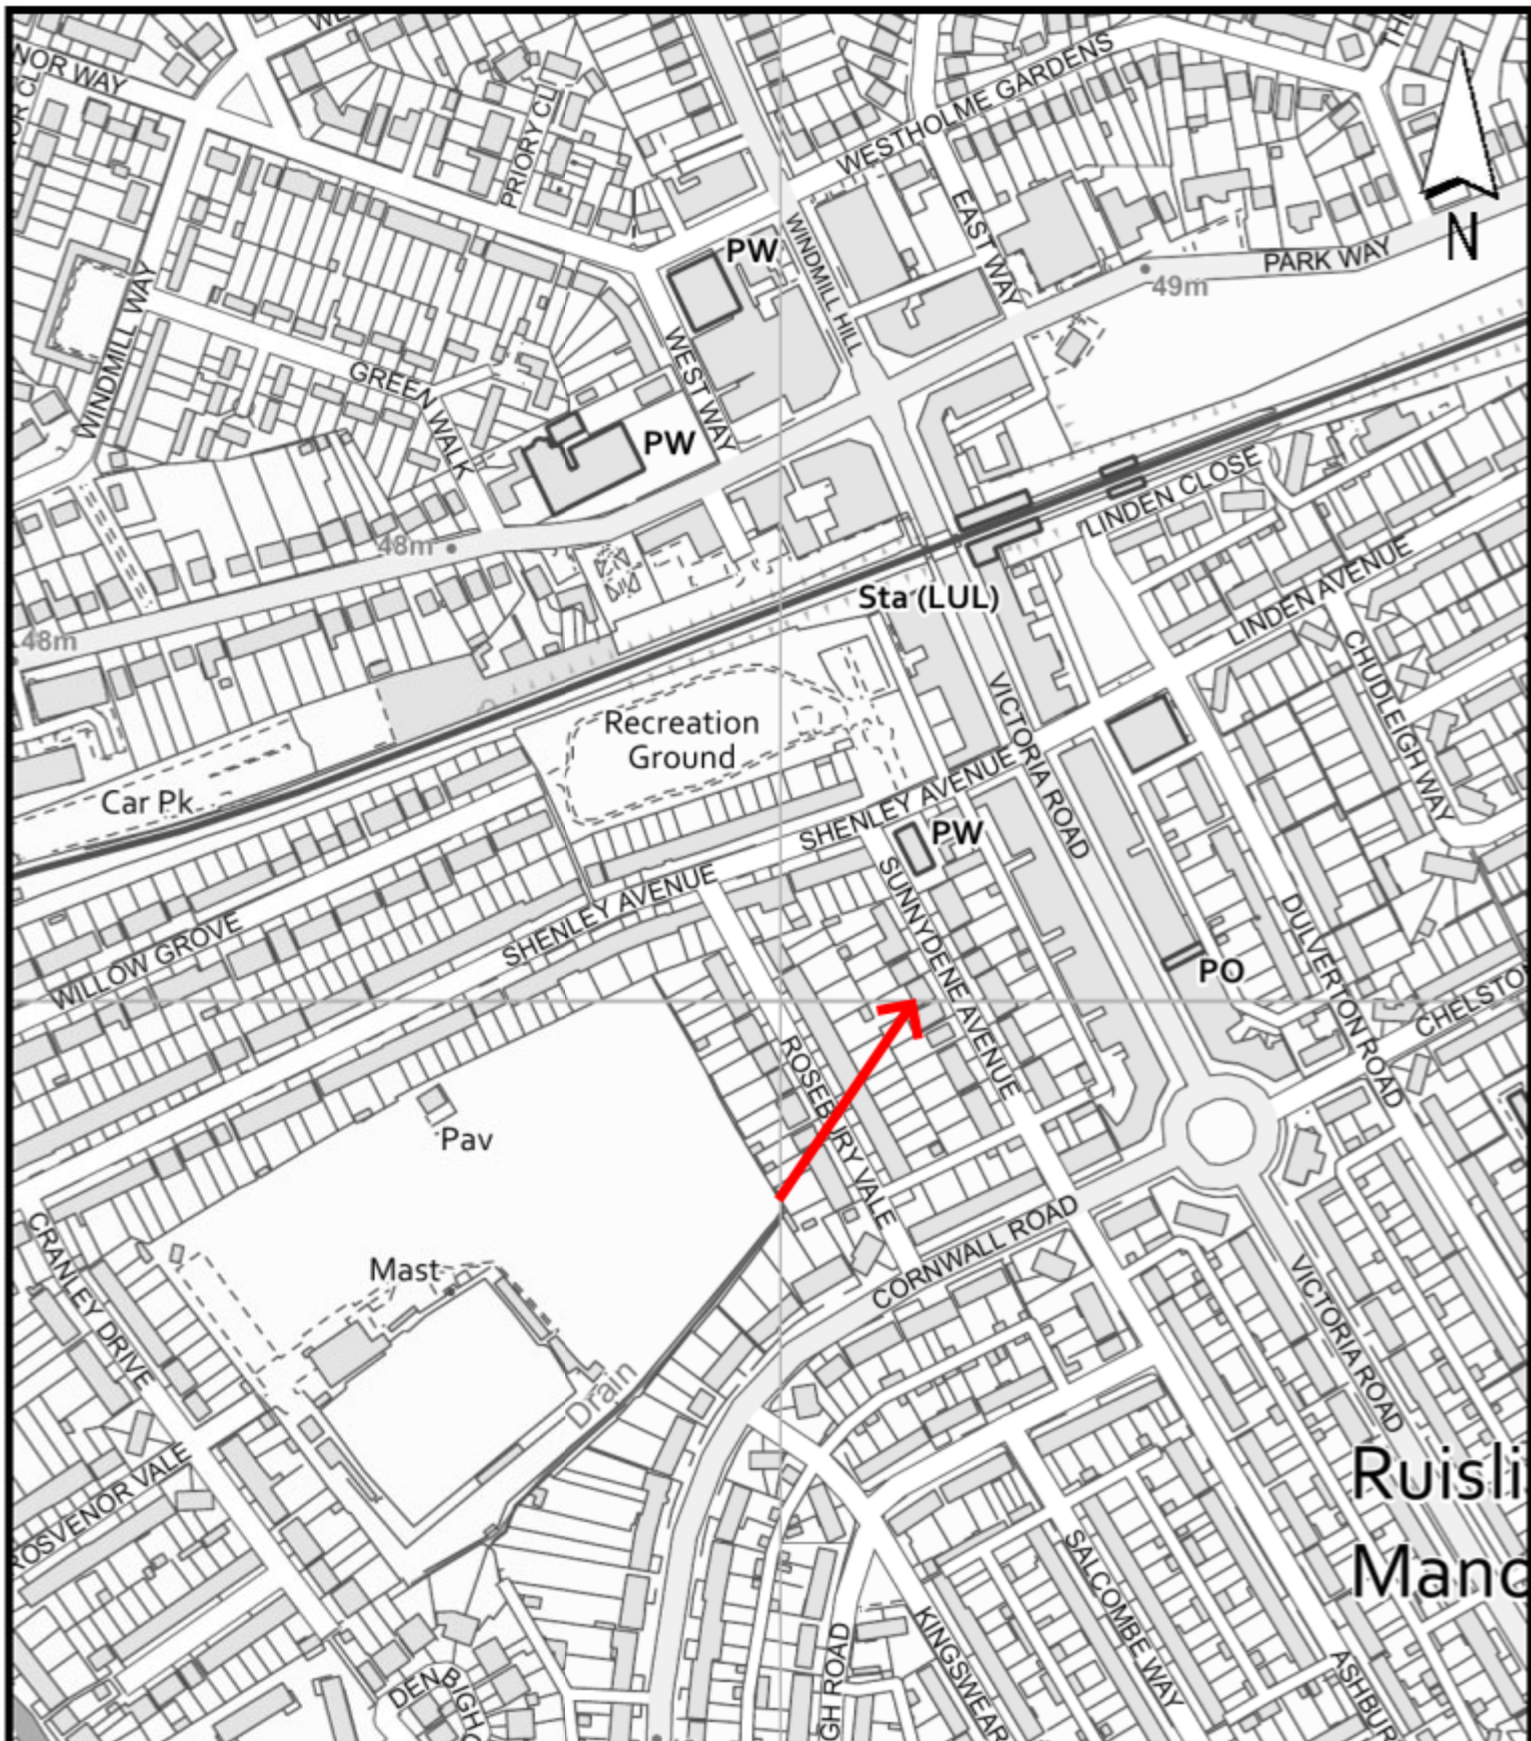 NOR WAY
PRIORY CL
WESTHOLME GARDENS
N
EAST WAY
WINDMILL HILL
PW
PARK WAY
49m
WINDMILL WAY
WEST WAY
GREEN WALK
PW
LINDEN CLOSE
48m
LINDEN AVENUE
Sta (LUL)
48m
CHUDLEIGH WAY
VICTORIA ROAD
Recreation
Ground
Car Pk
SHENLEY AVENUE
PW
SHENLEY AVENUE
SUNNYDENE AVENUE
WILLOW GROVE
DULVERTON ROAD
PO
CHELSTO
ROSEBURY VALE
Pav
CRANLEY DRIVE
CORNWALL ROAD
Mast
VICTORIA ROAD
Drain
ROSVENOR VALE
Ruisli
Mano
SALCOMBE WAY
KINGSWEAR
GH ROAD
ASHBUR
DENBIGH